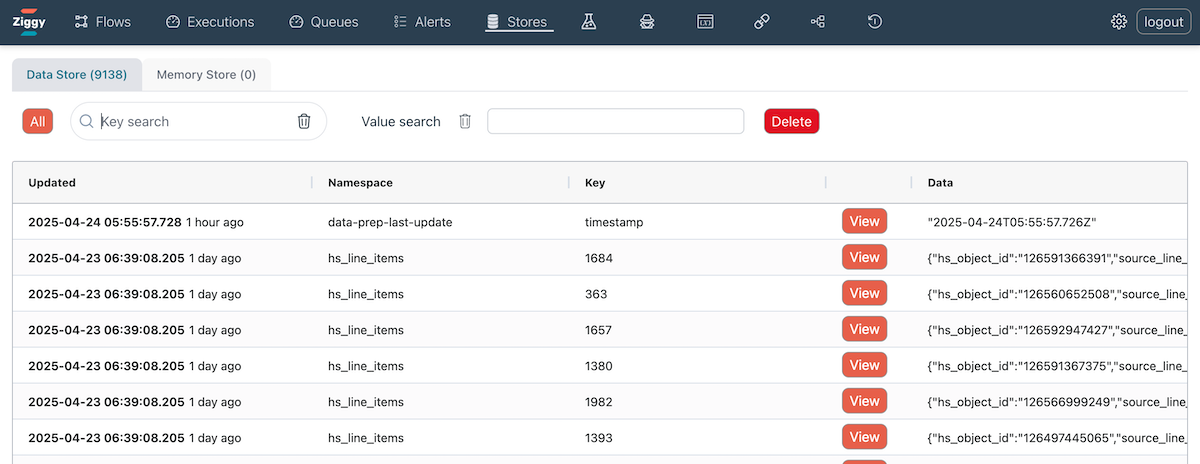 Ziggy Flows Executions Queues Alerts Stores logout
Data Store (9138) Memory Store (0)
All Key search Value search Delete
Updated Namespace Key Data
2025-04-24 05:55:57.728 1 hour ago data-prep-last-update timestamp View "2025-04-24T05:55:57.726Z"
2025-04-23 06:39:08.205 1 day ago hs_line_items 1684 View {"hs_object_id":"126591366391","source_line_
2025-04-23 06:39:08.205 1 day ago hs_line_items 363 View {"hs_object_id":"126560652508","source_line_
2025-04-23 06:39:08.205 1 day ago hs_line_items 1657 View {"hs_object_id":"126592947427","source_line_
2025-04-23 06:39:08.205 1 day ago hs_line_items 1380 View {"hs_object_id":"126591367375","source_line_
2025-04-23 06:39:08.205 1 day ago hs_line_items 1982 View {"hs_object_id":"126566999249","source_line_
2025-04-23 06:39:08.205 1 day ago hs_line_items 1393 View {"hs_object_id":"126497445065","source_line_